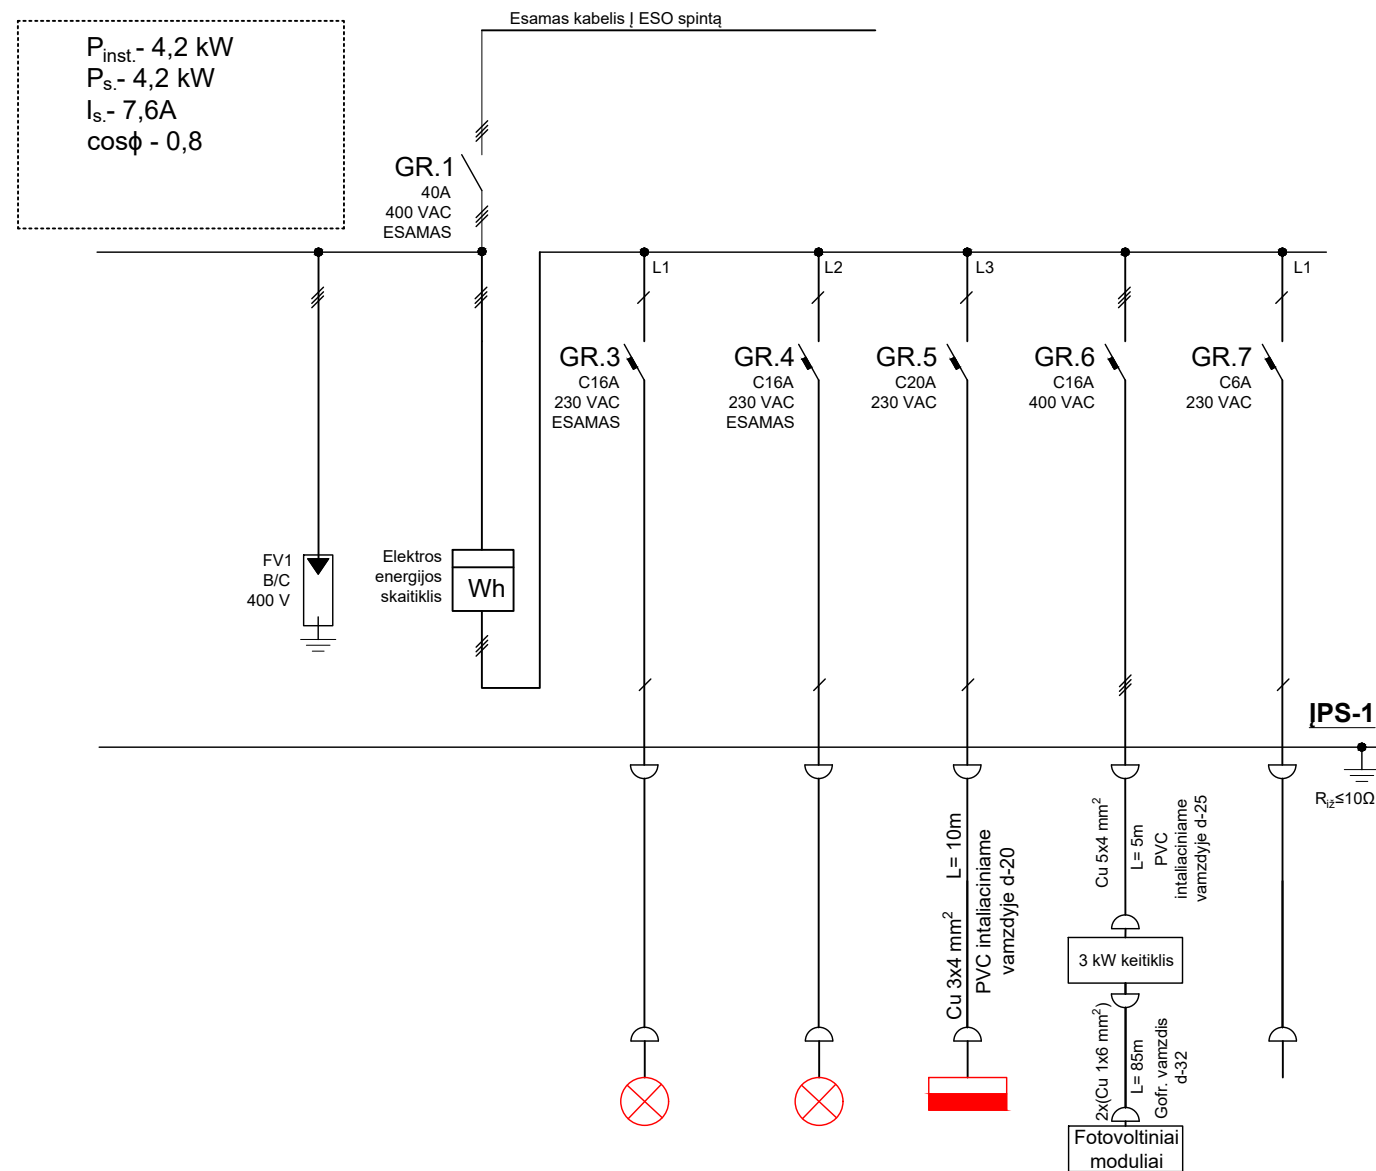 Esamas kabelis Į ESO spintą
P inst.- 4,2 kW
P s.- 4,2 kW
I s.- 7,6A
cosϕ - 0,8
GR.1
40A
400 VAC
ESAMAS
L1
L2
L3
L1
GR.3
C16A
230 VAC
ESAMAS
GR.4
C16A
230 VAC
ESAMAS
GR.5
C20A
230 VAC
GR.6
C16A
400 VAC
GR.7
C6A
230 VAC
FV1
B/C
400 V
Elektros
energijos
skaitiklis
Wh
ĮPS-1
R iž≤10Ω
Cu 3x4 mm² L= 10m
PVC intaliaciniame
vamzdyje d-20
Cu 5x4 mm²
L= 5m
PVC
intaliaciniame
vamzdyje d-25
3 kW keitiklis
2x(Cu 1x6 mm²)
L= 85m
Gofr. vamzdis
d-32
Fotovoltiniai
moduliai